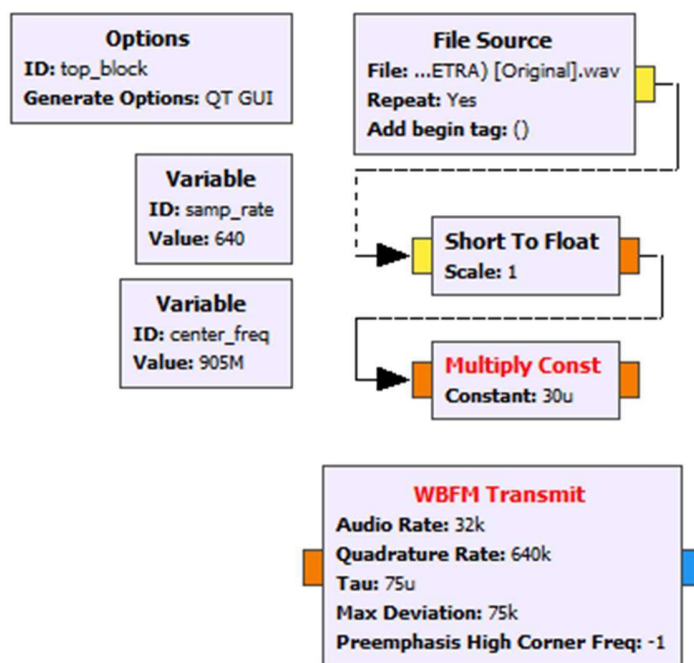 Options
ID: top_block
Generate Options: QT GUI
File Source
File: ...ETRA) [Original].wav
Repeat: Yes
Add begin tag: ()
Variable
ID: samp_rate
Value: 640
Short To Float
Scale: 1
Variable
ID: center_freq
Value: 905M
Multiply Const
Constant: 30u
WBFM Transmit
Audio Rate: 32k
Quadrature Rate: 640k
Tau: 75u
Max Deviation: 75k
Preemphasis High Corner Freq: -1